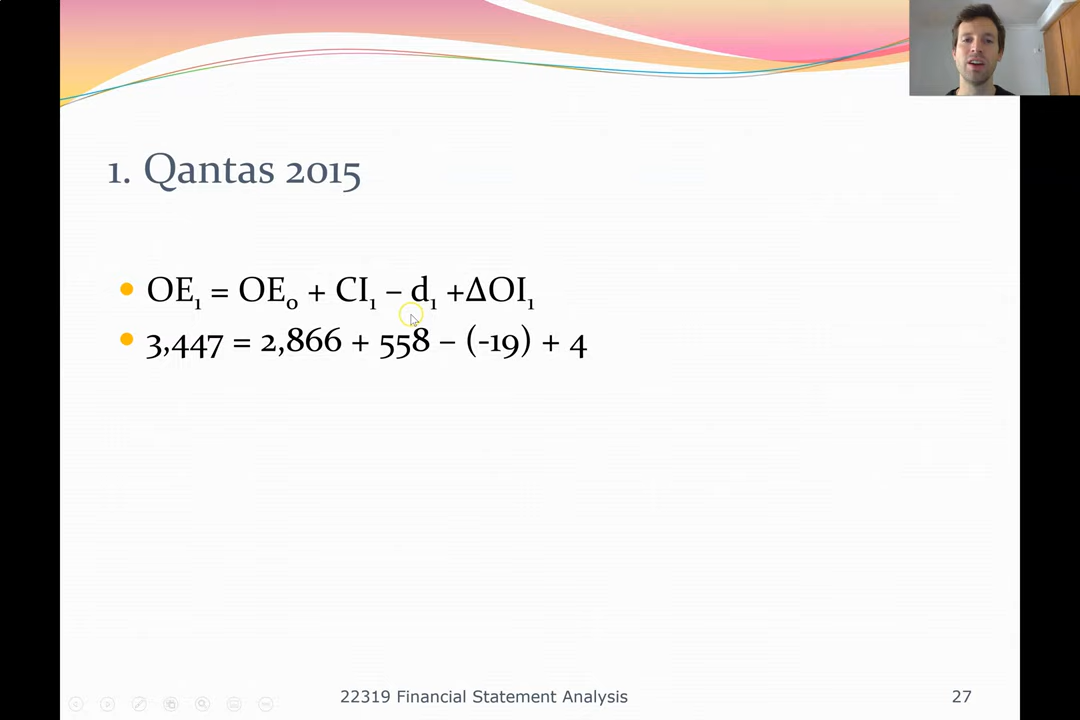 1. Qantas 2015
OE₁ = OE₀ + CI₁ – d₁ +ΔOI₁
3,447 = 2,866 + 558 – (-19) + 4
22319 Financial Statement Analysis
27